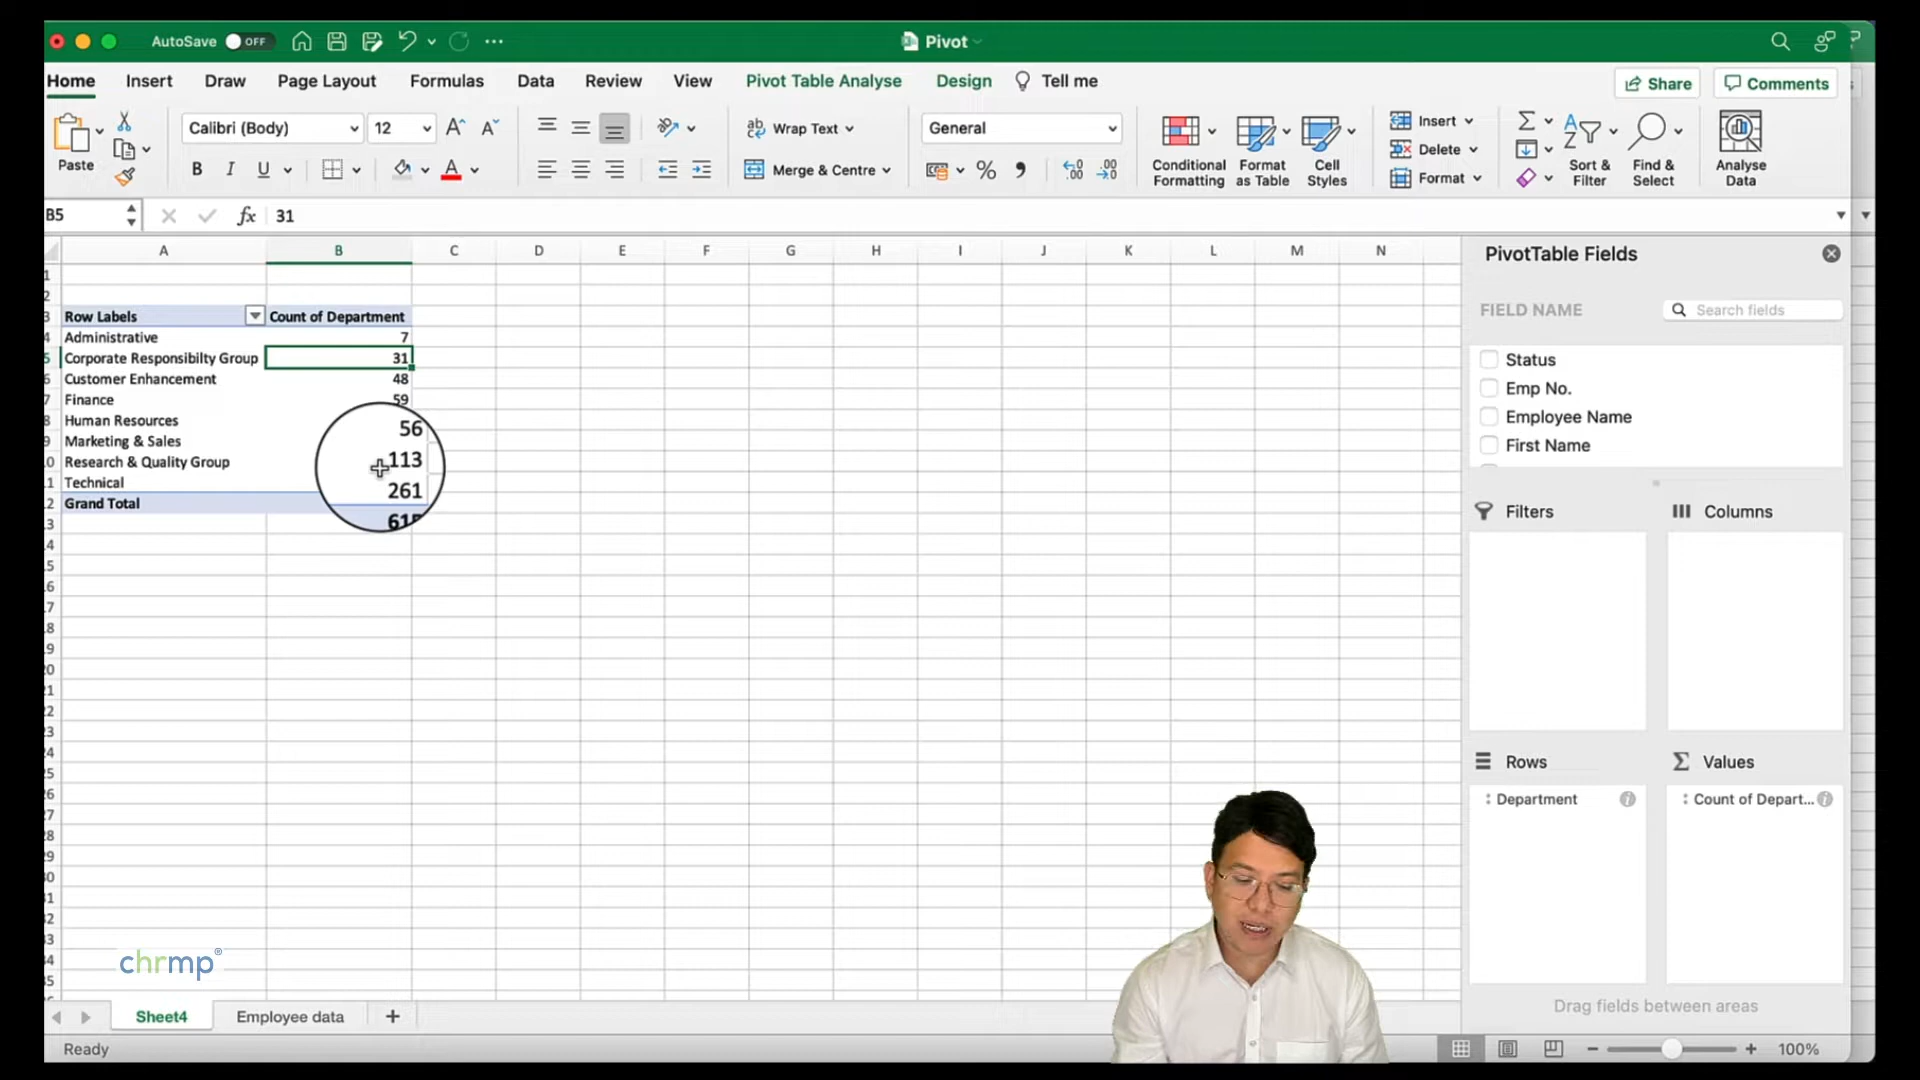 AutoSave OFF Pivot
Home Insert Draw Page Layout Formulas Data Review View Pivot Table Analyse Design Tell me Share Comments
Paste Calibri (Body) 12 Wrap Text General Insert
B I U A Merge & Centre % Conditional Formatting Format as Table Cell Styles Delete Format Sort & Filter Find & Select Analyse Data
B5 fx 31
A B C D E F G H I J K L M N
Row Labels Count of Department
Administrative 7
Corporate Responsibilty Group 31
Customer Enhancement 48
Finance 59
Human Resources 56
Marketing & Sales 113
Research & Quality Group 261
Technical
Grand Total
PivotTable Fields
FIELD NAME Search fields
Status
Emp No.
Employee Name
First Name
Filters Columns
Rows Values
Department Count of Depart...
Drag fields between areas
chrmp®
Sheet4 Employee data +
Ready 100%